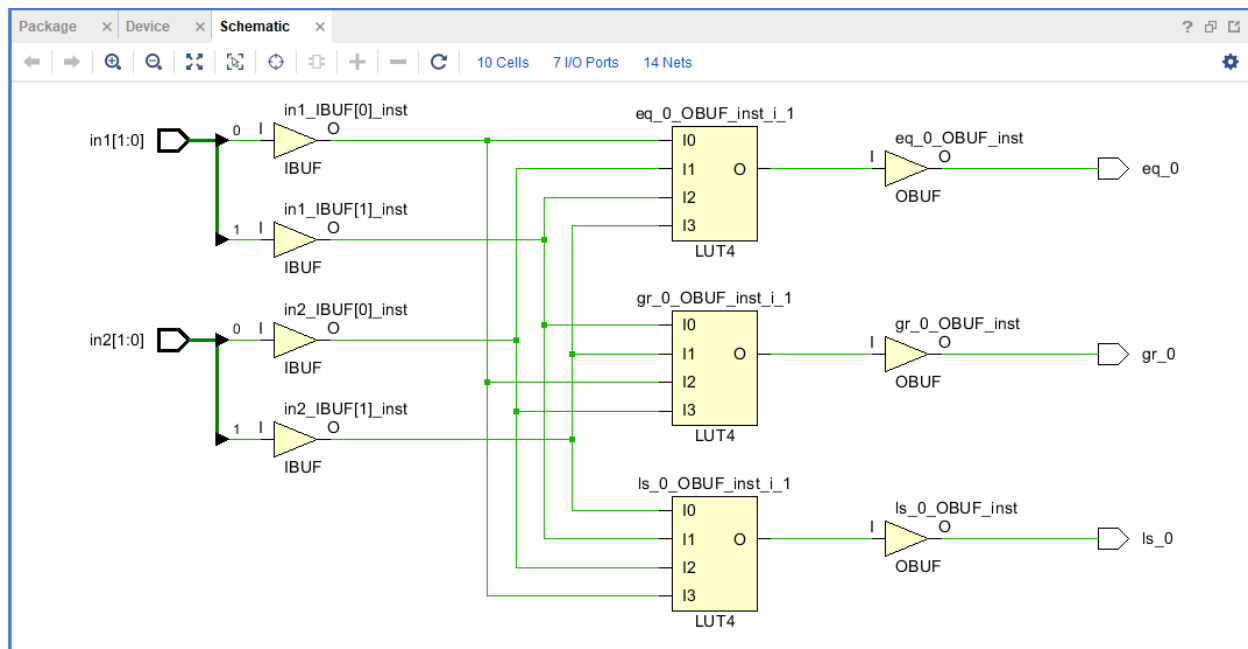 Package × Device × Schematic ×
?
10 Cells 7 I/O Ports 14 Nets
in1[1:0]
0
I
in1_IBUF[0]_inst
O
IBUF
1
I
in1_IBUF[1]_inst
O
IBUF
in2[1:0]
0
I
in2_IBUF[0]_inst
O
IBUF
1
I
in2_IBUF[1]_inst
O
IBUF
eq_0_OBUF_inst_i_1
I0
I1 O
I2
I3
LUT4
eq_0_OBUF_inst
I O
OBUF
eq_0
gr_0_OBUF_inst_i_1
I0
I1 O
I2
I3
LUT4
gr_0_OBUF_inst
I O
OBUF
gr_0
ls_0_OBUF_inst_i_1
I0
I1 O
I2
I3
LUT4
ls_0_OBUF_inst
I O
OBUF
ls_0